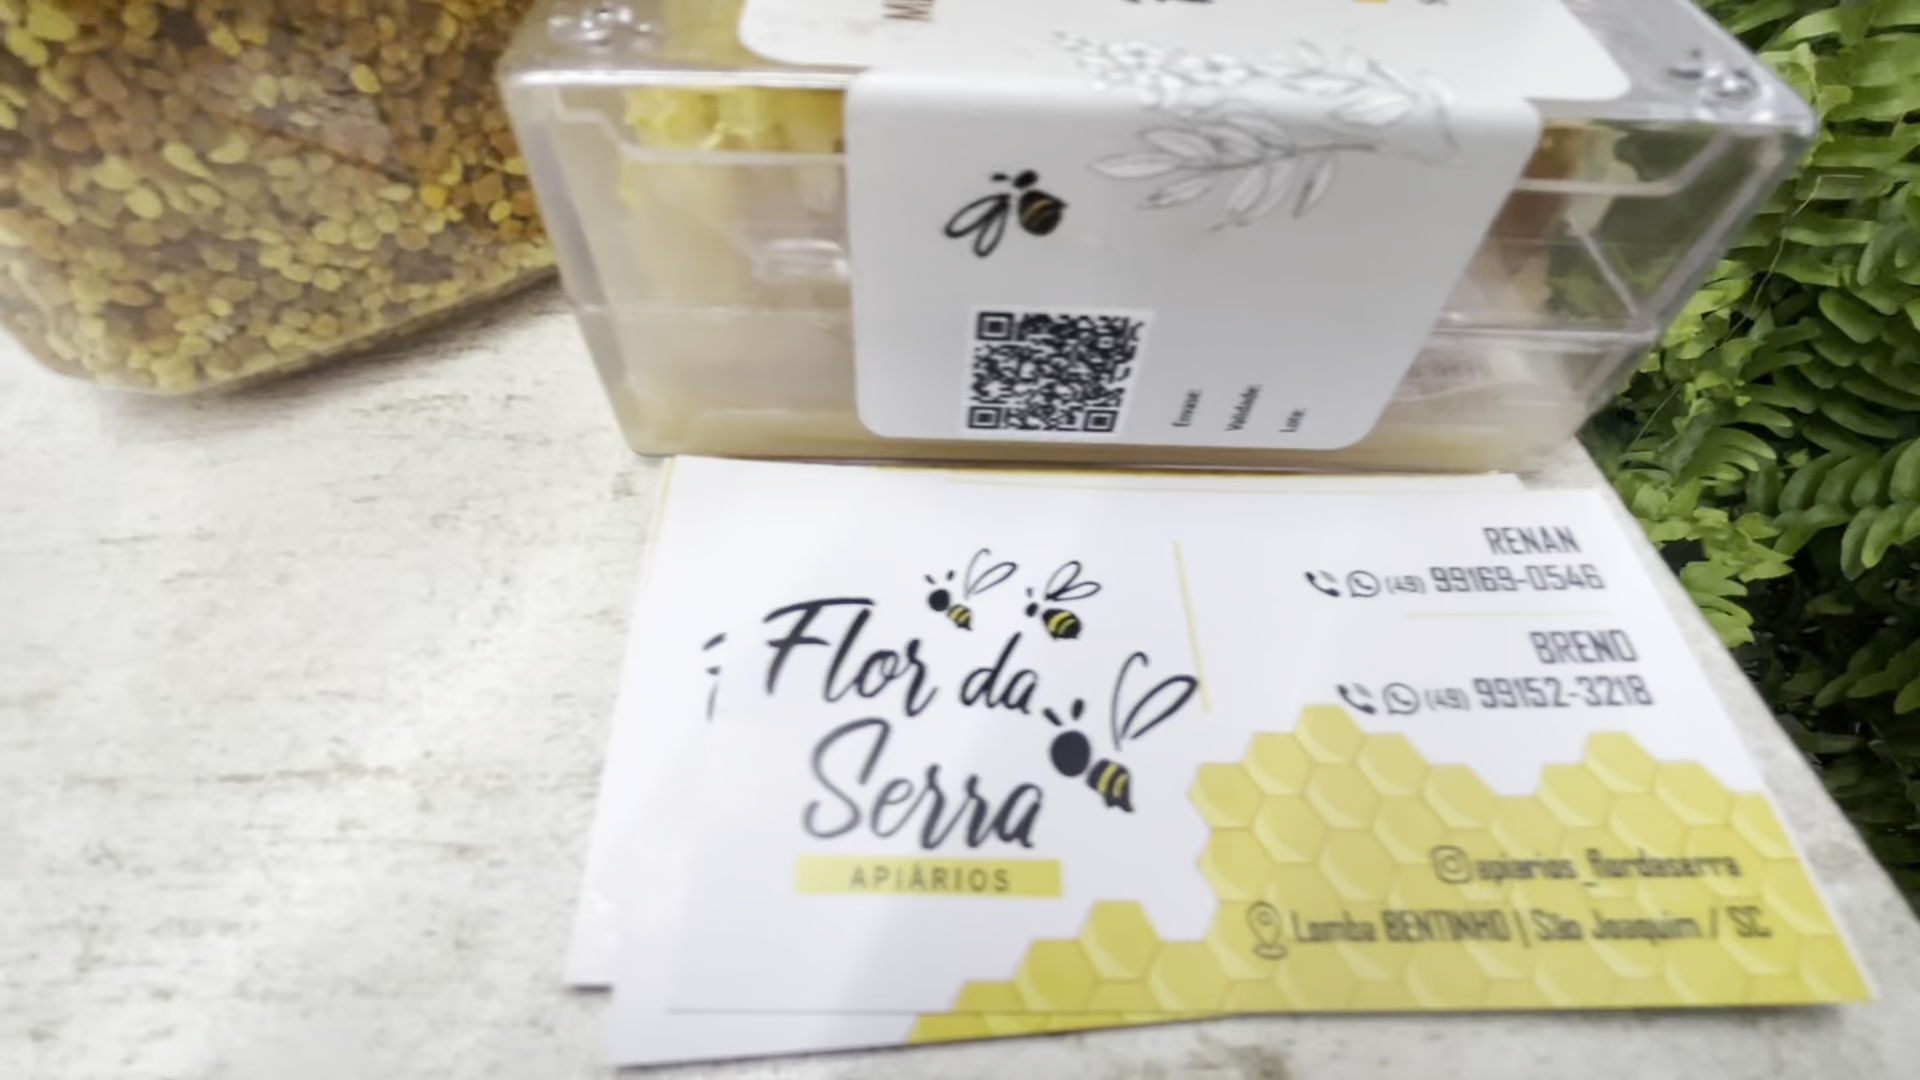 Envase:
Validade:
Lote:
Flor da
Serra
APIÁRIOS
RENAN
(49) 99169-0546
BRENO
(49) 99152-3218
apiarios_flordaserra
Lomba BENTINHO | São Joaquim / SC